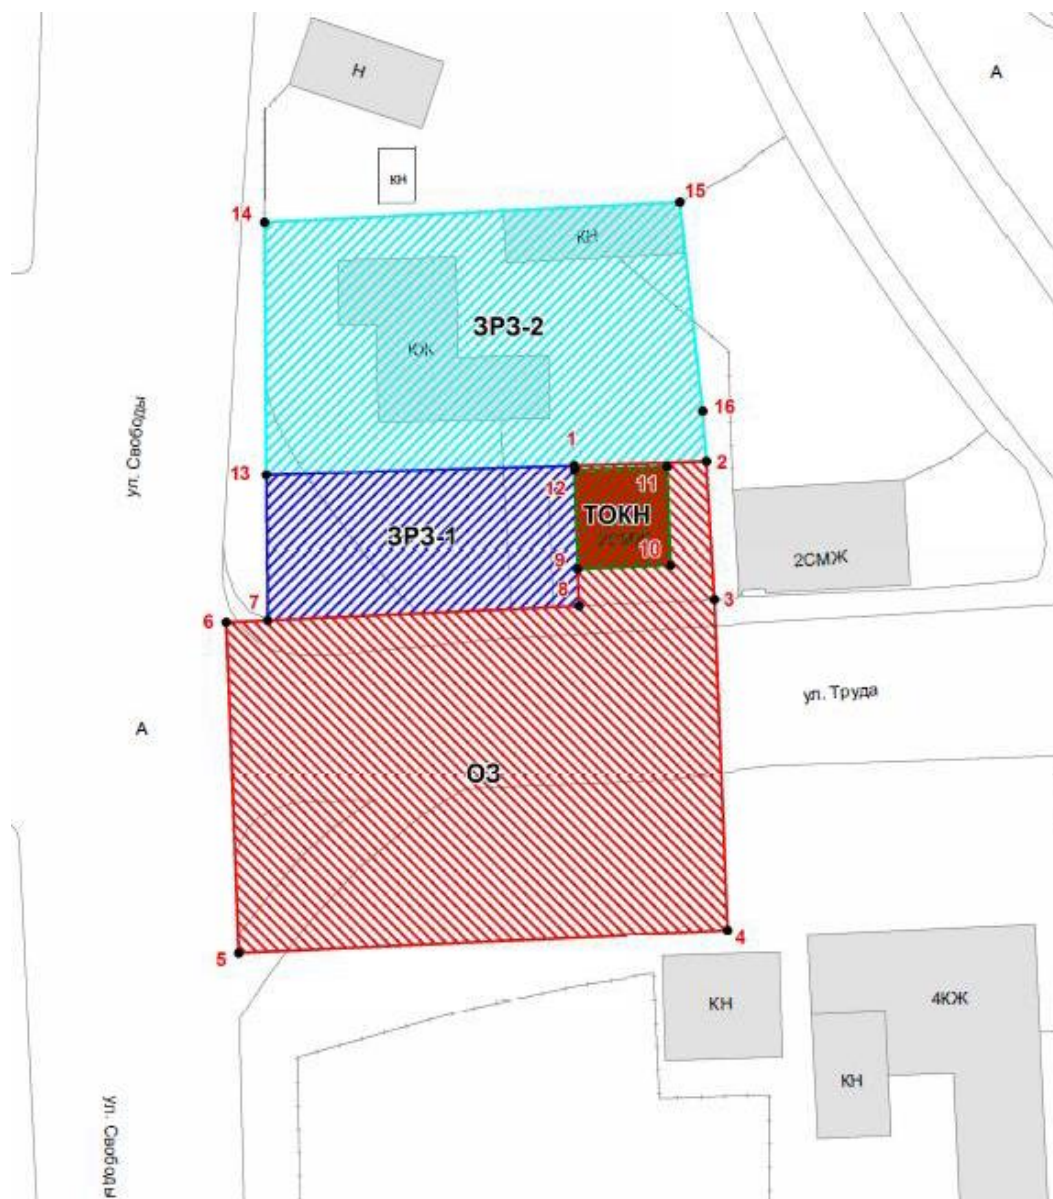 Н
А
кн
15
14
КН
ЗРЗ-2
КЖ
ул. Свободы
16
1
2
13
12
11
ТОКН
2СМЖ
ЗРЗ-1
10
9
2СМЖ
8
3
7
6
ул. Труда
А
ОЗ
4
5
КН
4КЖ
КН
ул. Свободы